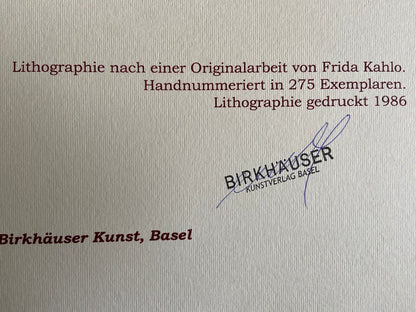 Lithographie nach einer Originalarbeit von Frida Kahlo.
Handnummeriert in 275 Exemplaren.
Lithographie gedruckt 1986
BIRKHÄUSER
KUNSTVERLAG BASEL
Birkhäuser Kunst, Basel